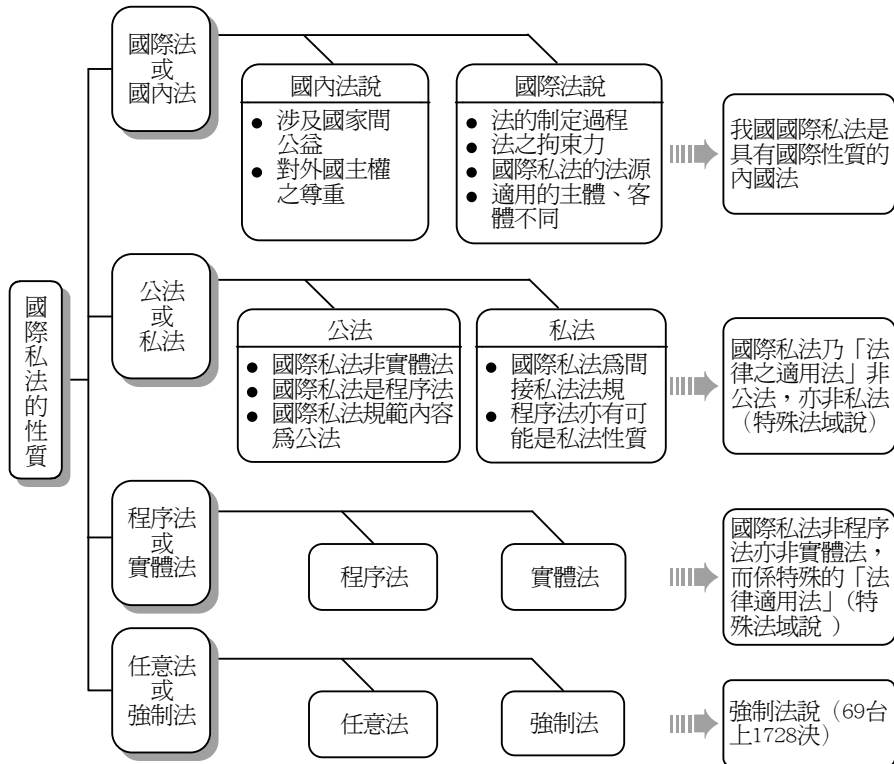 國際私法的性質
國際法
或
國內法
國內法說
● 涉及國家間
公益
● 對外國主權
之尊重
國際法說
● 法的制定過程
● 法之拘束力
● 國際私法的法源
● 適用的主體、客
體不同
我國國際私法是
具有國際性質的
內國法
公法
或
私法
公法
● 國際私法非實體法
● 國際私法是程序法
● 國際私法規範內容
爲公法
私法
● 國際私法爲間
接私法法規
● 程序法亦有可
能是私法性質
國際私法乃「法
律之適用法」非
公法，亦非私法
（特殊法域說）
程序法
或
實體法
程序法
實體法
國際私法非程序
法亦非實體法，
而係特殊的「法
律適用法」（特
殊法域說）
任意法
或
強制法
任意法
強制法
強制法說（69台
上1728決）